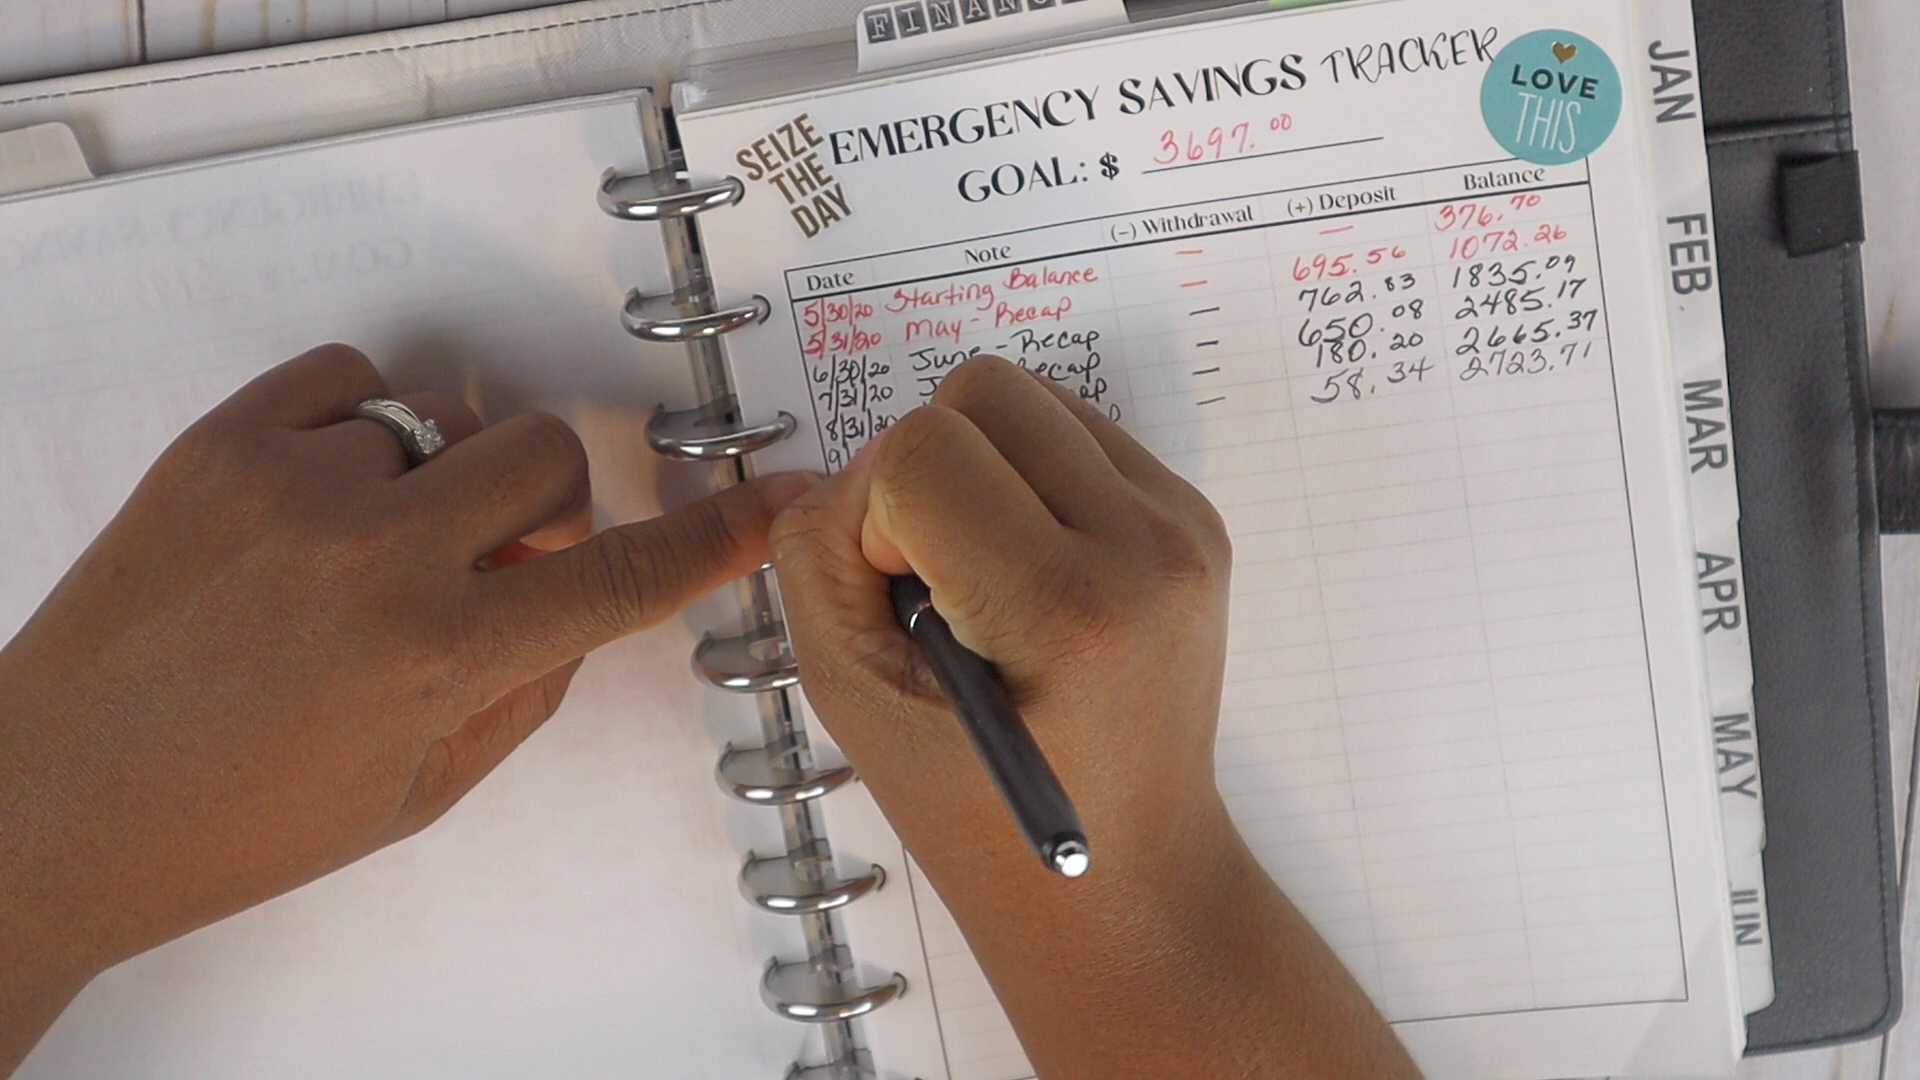 FINANC
EMERGENCY SAVINGS TRACKER
GOAL: $ 3697.00
SEIZE
THE
DAY
LOVE
THIS
Date Note (-) Withdrawal (+) Deposit Balance
5/30/20 Starting Balance — — 376.70
5/31/20 May - Recap — 695.56 1072.26
6/30/20 June - Recap — 762.83 1835.09
7/31/20 J ecap — 650.08 2485.17
8/31/20 ap — 180.20 2665.37
9/ p — 58.34 2723.71
JAN
FEB
MAR
APR
MAY
JUN